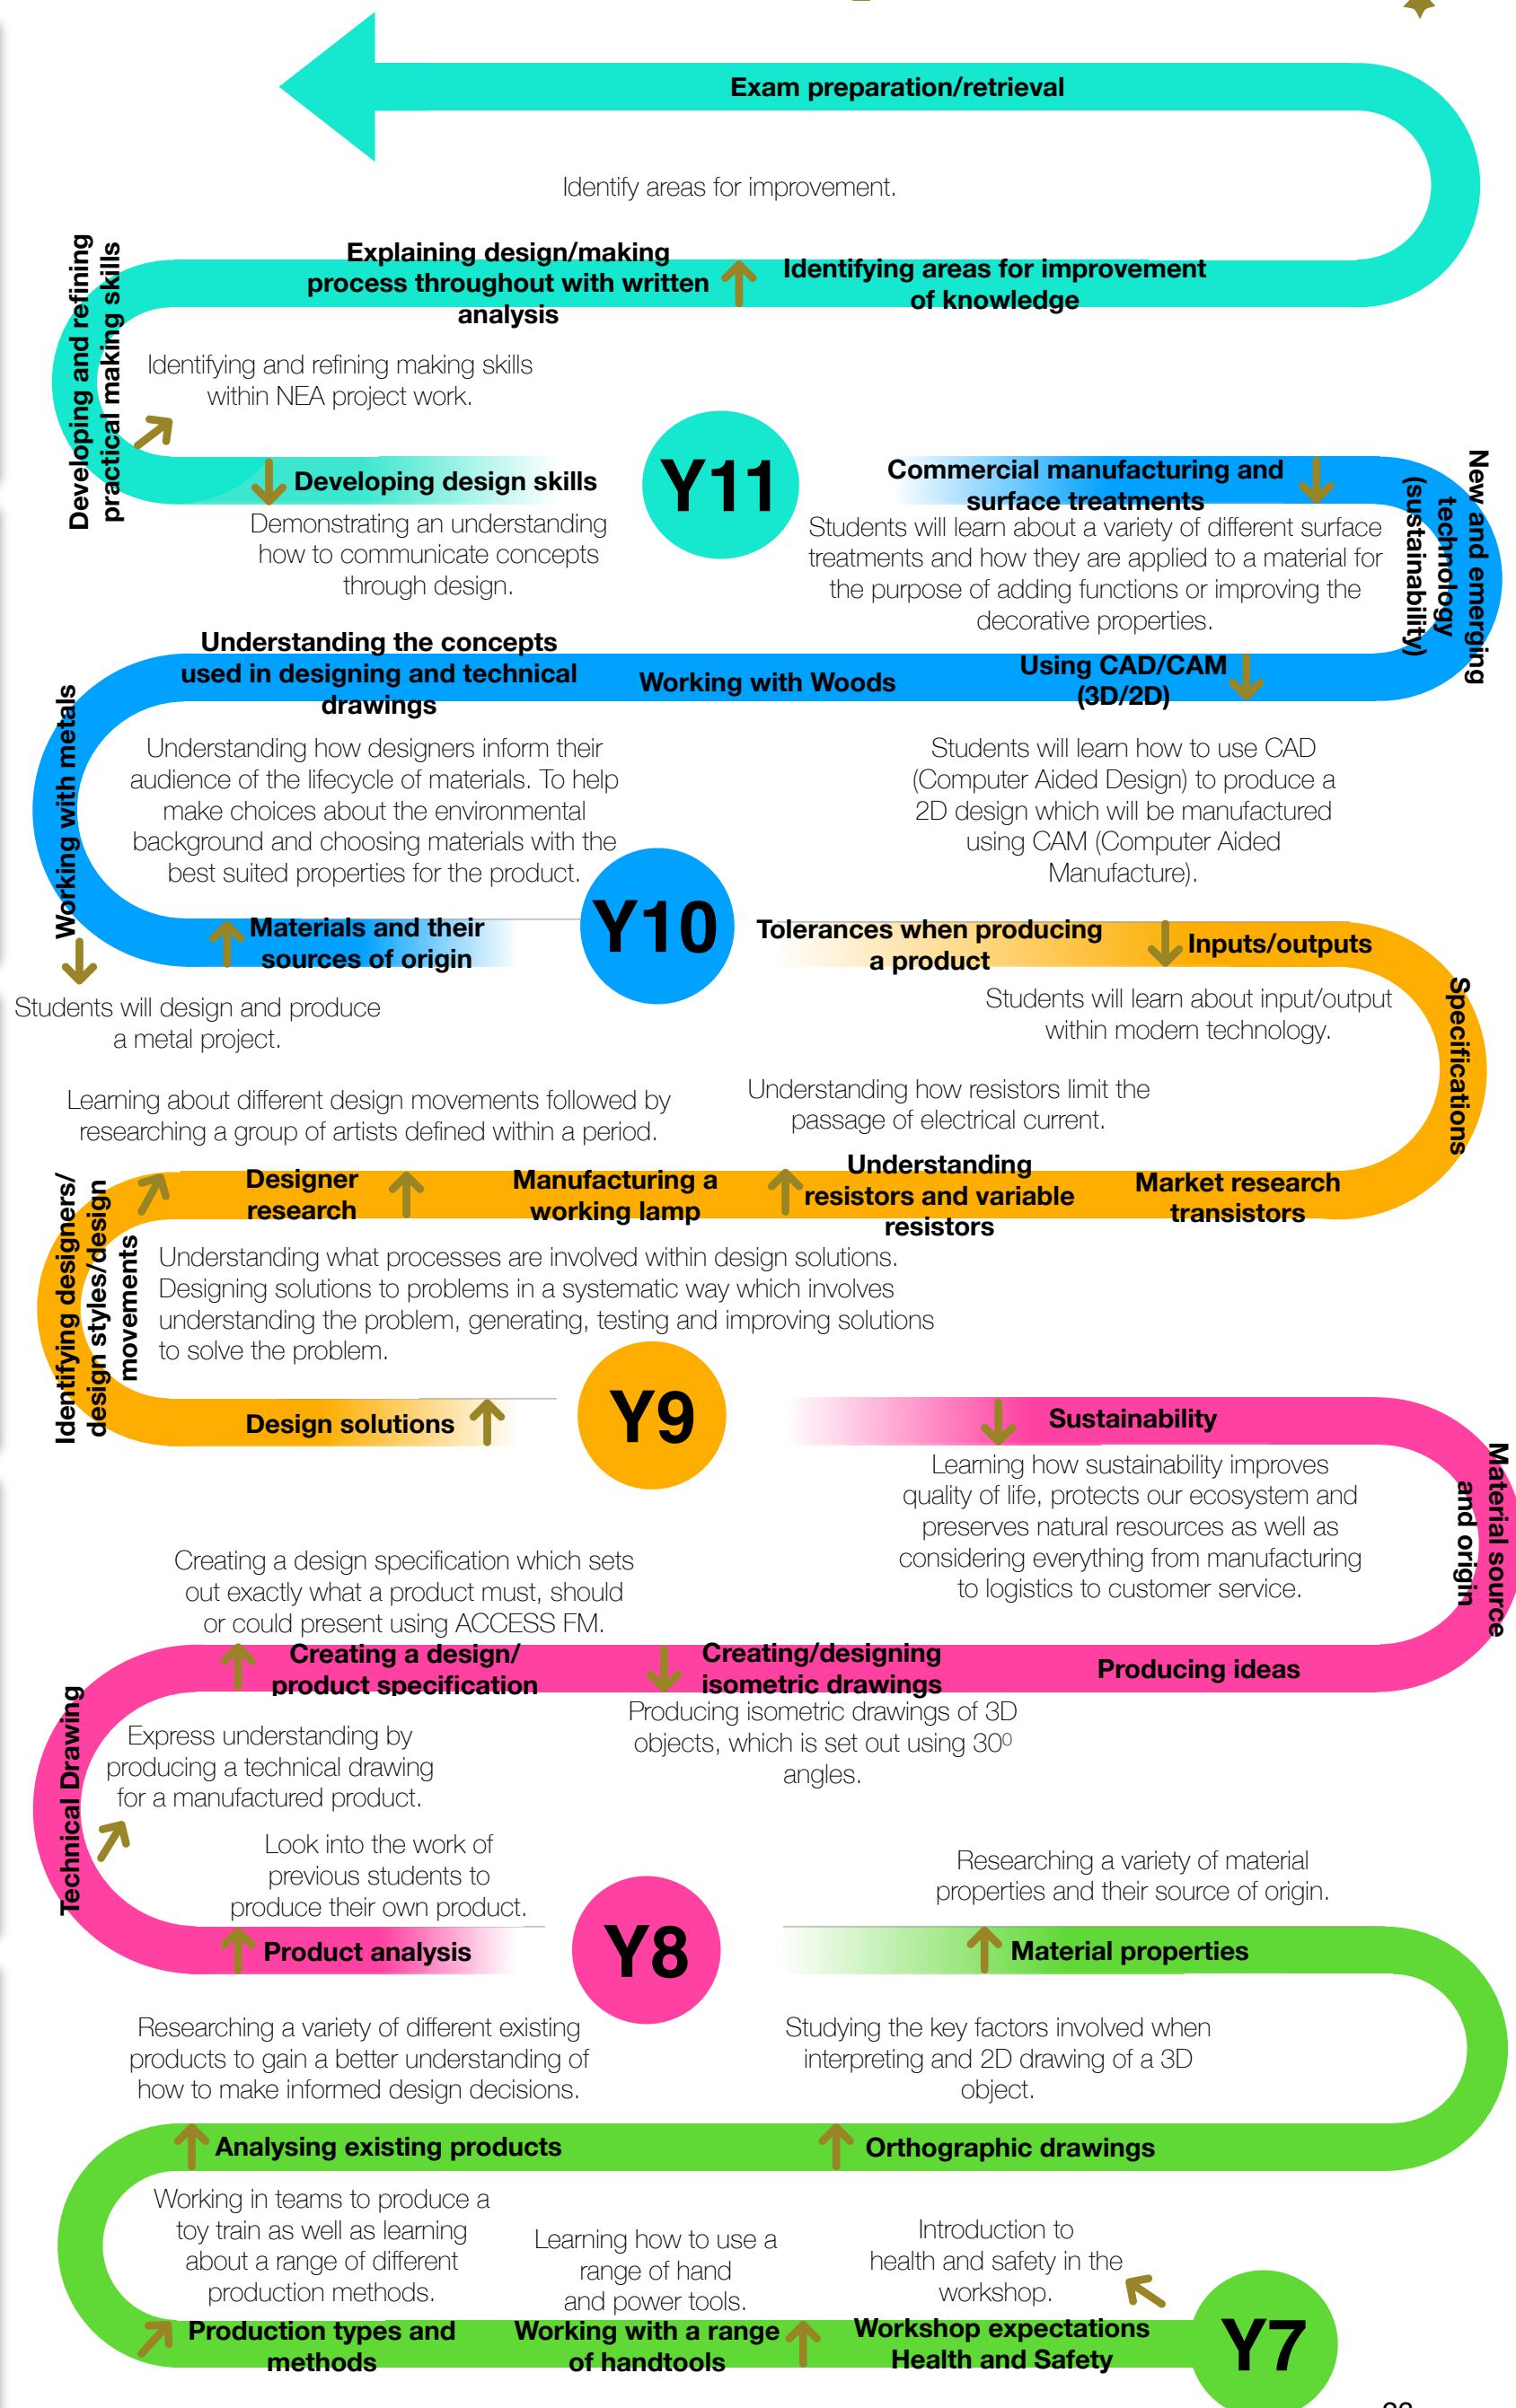 Exam preparation/retrieval
Identify areas for improvement.
Explaining design/making
process throughout with written
analysis
Identifying areas for improvement
of knowledge
Developing and refining
practical making skills
Identifying and refining making skills
within NEA project work.
Developing design skills
Y11
Demonstrating an understanding
how to communicate concepts
through design.
Commercial manufacturing and
surface treatments
Students will learn about a variety of different surface
treatments and how they are applied to a material for
the purpose of adding functions or improving the
decorative properties.
New and emerging
technology
(sustainability)
Understanding the concepts
used in designing and technical
drawings
Working with Woods
Using CAD/CAM
(3D/2D)
Working with metals
Understanding how designers inform their
audience of the lifecycle of materials. To help
make choices about the environmental
background and choosing materials with the
best suited properties for the product.
Students will learn how to use CAD
(Computer Aided Design) to produce a
2D design which will be manufactured
using CAM (Computer Aided
Manufacture).
Materials and their
sources of origin
Y10
Tolerances when producing
a product
Inputs/outputs
Students will design and produce
a metal project.
Students will learn about input/output
within modern technology.
Specifications
Learning about different design movements followed by
researching a group of artists defined within a period.
Understanding how resistors limit the
passage of electrical current.
Designer
research
Manufacturing a
working lamp
Understanding
resistors and variable
resistors
Market research
transistors
Identifying designers/
design styles/design
movements
Understanding what processes are involved within design solutions.
Designing solutions to problems in a systematic way which involves
understanding the problem, generating, testing and improving solutions
to solve the problem.
Design solutions
Y9
Sustainability
Learning how sustainability improves
quality of life, protects our ecosystem and
preserves natural resources as well as
considering everything from manufacturing
to logistics to customer service.
Material source
and origin
Creating a design specification which sets
out exactly what a product must, should
or could present using ACCESS FM.
Creating a design/
product specification
Creating/designing
isometric drawings
Producing ideas
Producing isometric drawings of 3D
objects, which is set out using 30⁰
angles.
Technical Drawing
Express understanding by
producing a technical drawing
for a manufactured product.
Look into the work of
previous students to
produce their own product.
Researching a variety of material
properties and their source of origin.
Product analysis
Y8
Material properties
Researching a variety of different existing
products to gain a better understanding of
how to make informed design decisions.
Studying the key factors involved when
interpreting and 2D drawing of a 3D
object.
Analysing existing products
Orthographic drawings
Working in teams to produce a
toy train as well as learning
about a range of different
production methods.
Learning how to use a
range of hand
and power tools.
Introduction to
health and safety in the
workshop.
Production types and
methods
Working with a range
of handtools
Workshop expectations
Health and Safety
Y7